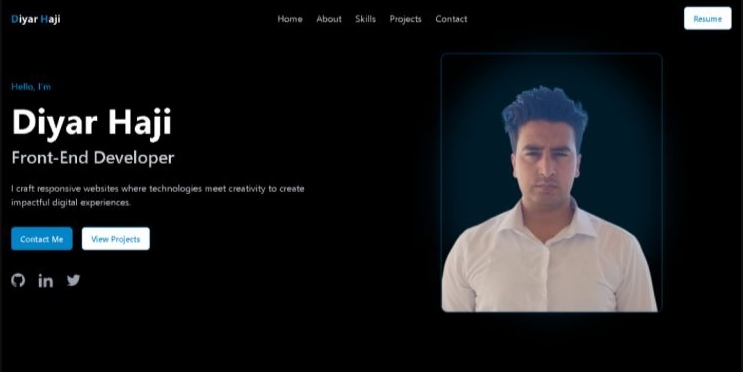 Diyar Haji
Home About Skills Projects Contact
Resume
Hello, I'm
Diyar Haji
Front-End Developer
I craft responsive websites where technologies meet creativity to create
impactful digital experiences.
Contact Me
View Projects